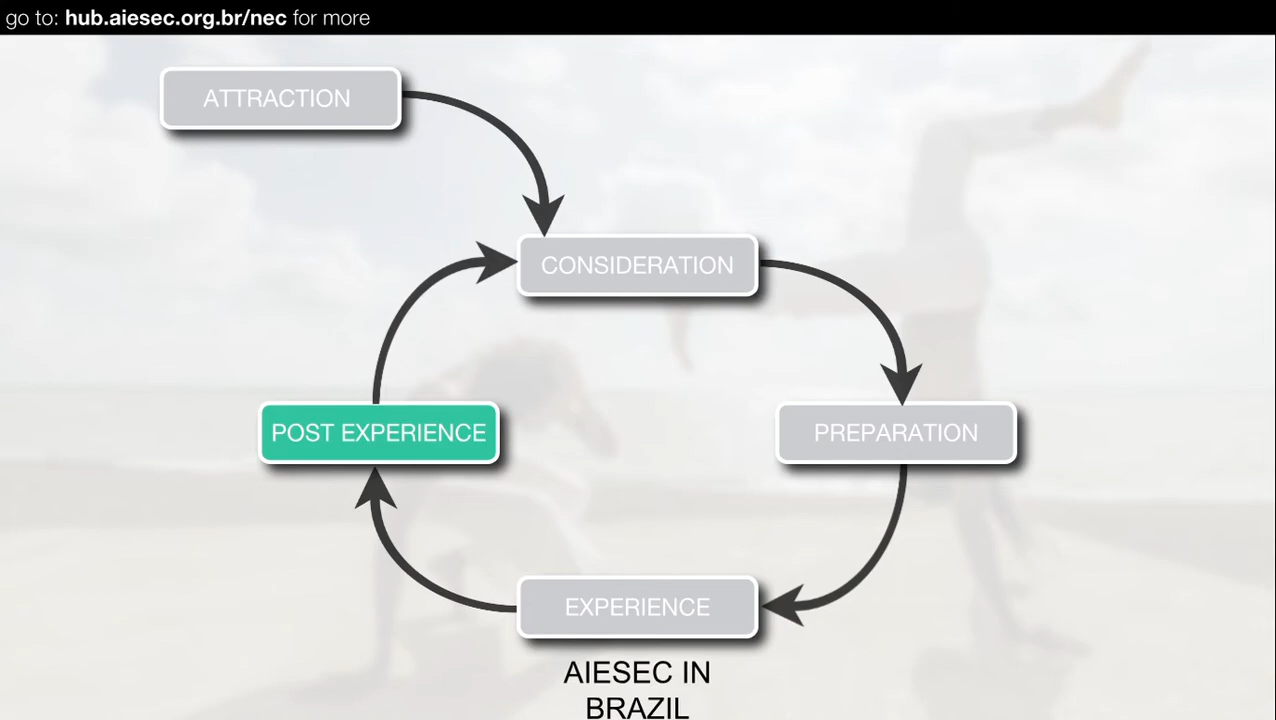 go to: hub.aiesec.org.br/nec for more
ATTRACTION
CONSIDERATION
POST EXPERIENCE
PREPARATION
EXPERIENCE
AIESEC IN
BRAZIL